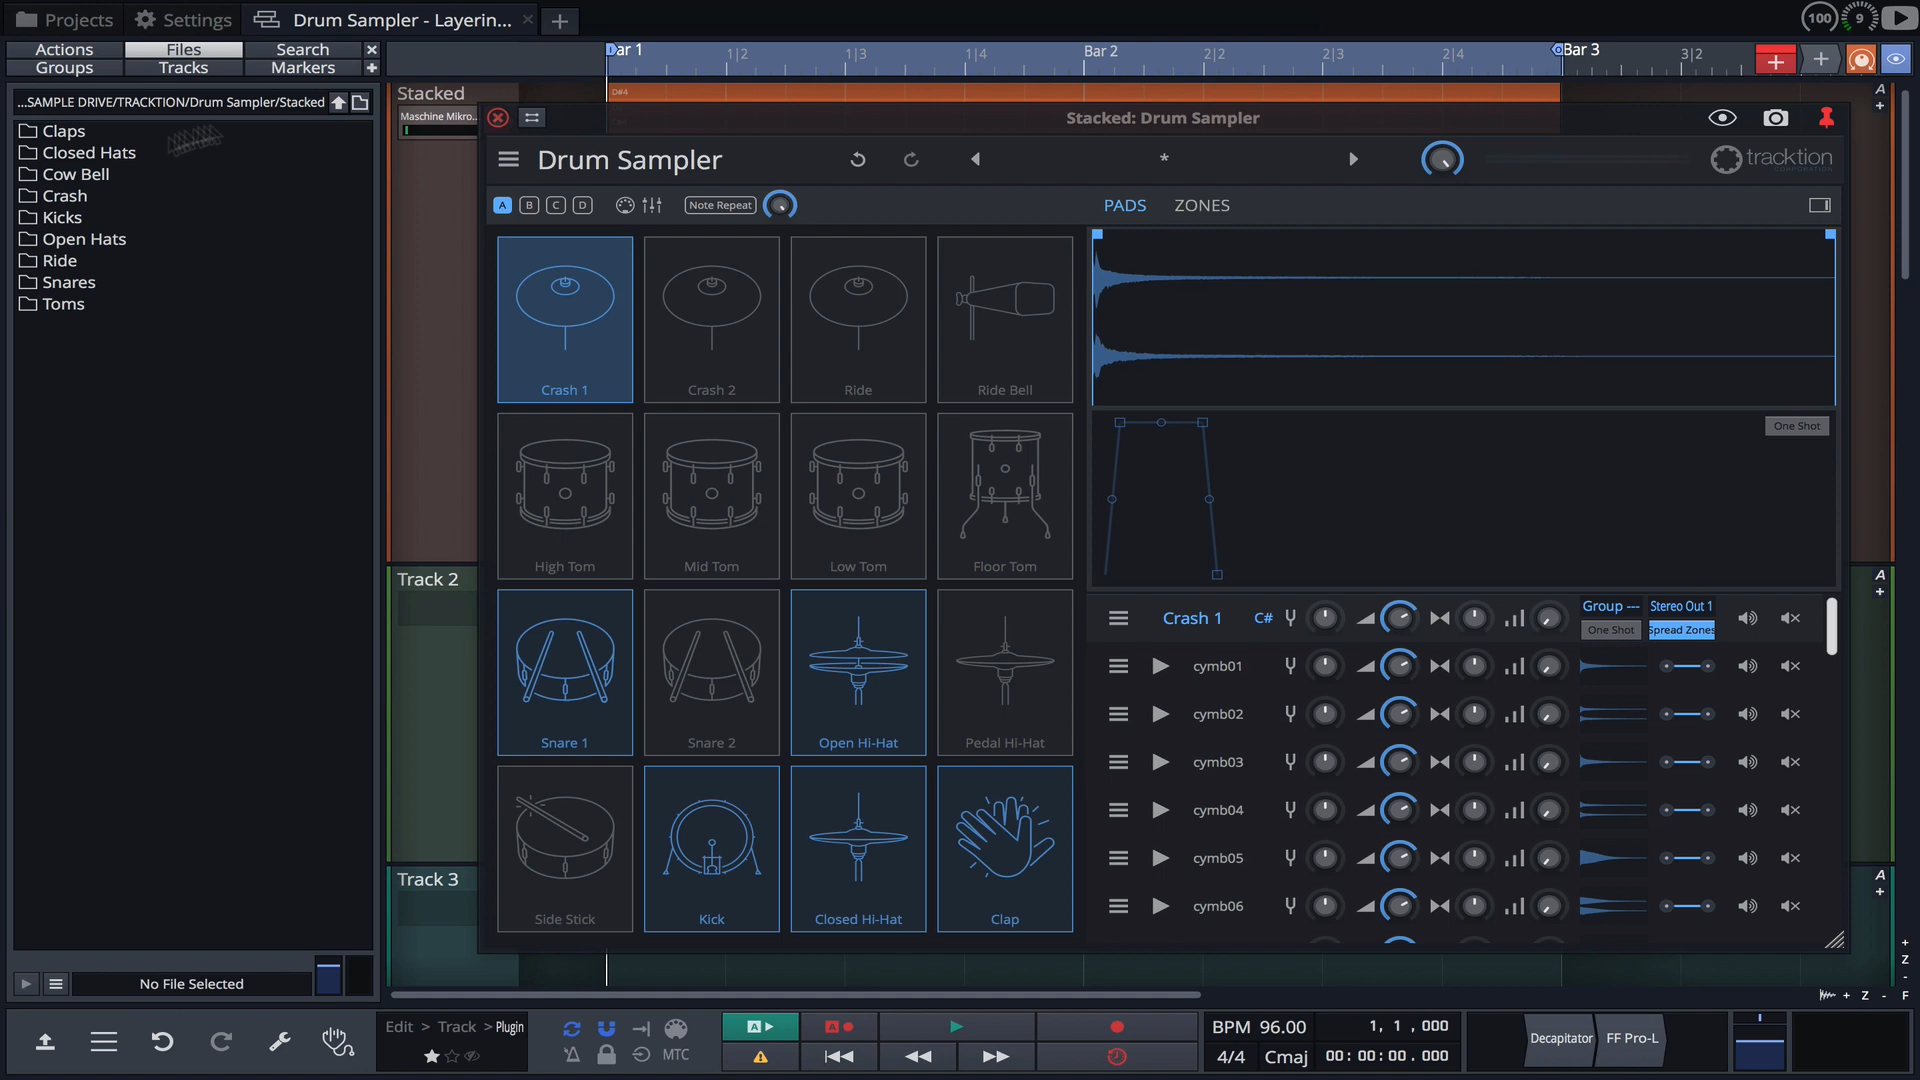 Projects
Settings
Drum Sampler - Layerin...
100
9
Actions
Files
Search
Groups
Tracks
Markers
Bar 1
1|2
1|3
1|4
Bar 2
2|2
2|3
2|4
Bar 3
3|2
...SAMPLE DRIVE/TRACKTION/Drum Sampler/Stacked
Claps
Closed Hats
Cow Bell
Crash
Kicks
Open Hats
Ride
Snares
Toms
No File Selected
Stacked
Maschine Mikro...
D#4
Track 2
Track 3
A
A
A
Stacked: Drum Sampler
Drum Sampler
*
tracktion
CORPORATION
A
B
C
D
Note Repeat
PADS
ZONES
Crash 1
Crash 2
Ride
Ride Bell
High Tom
Mid Tom
Low Tom
Floor Tom
Snare 1
Snare 2
Open Hi-Hat
Pedal Hi-Hat
Side Stick
Kick
Closed Hi-Hat
Clap
One Shot
Crash 1
C#
Group ---
Stereo Out 1
One Shot
Spread Zones
cymb01
cymb02
cymb03
cymb04
cymb05
cymb06
+
Z
-
+ Z - F
Edit > Track > Plugin
MTC
A
A
BPM 96.00
1, 1, 000
4/4
Cmaj
00:00:00.000
Decapitator
FF Pro-L